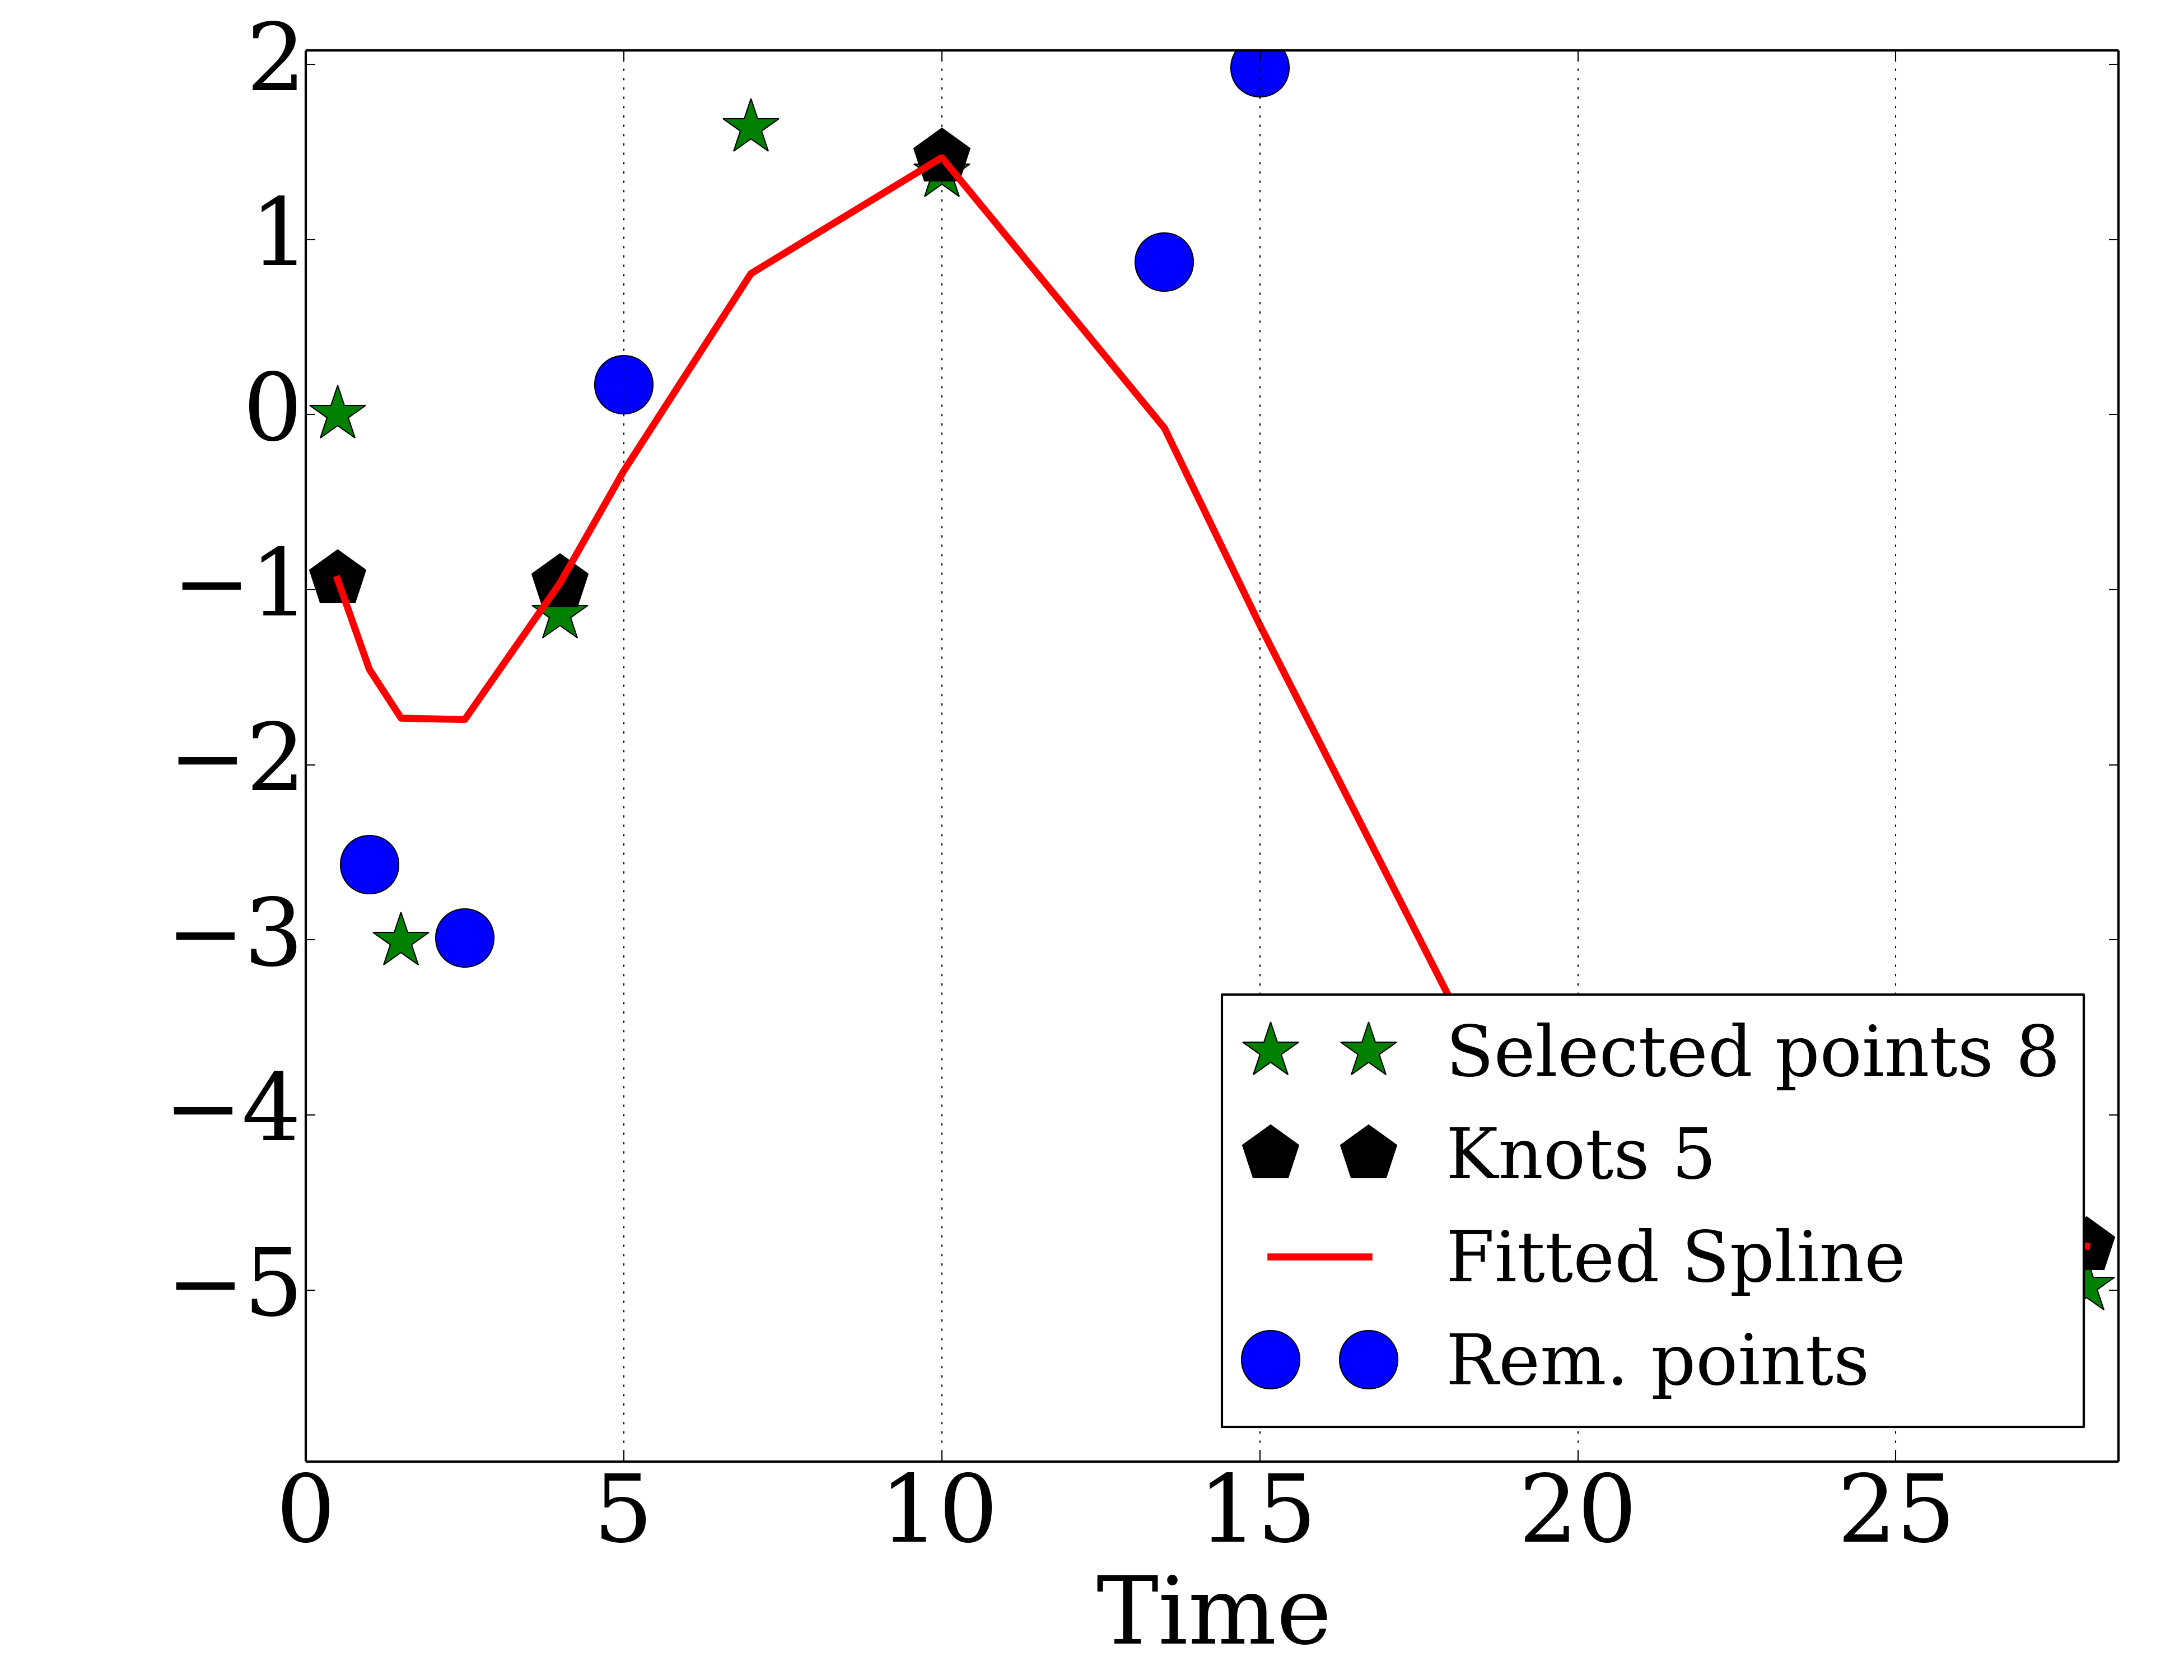 2
1
0
−1
−2
−3
−4
−5
Selected points 8
Knots 5
Fitted Spline
Rem. points
0 5 10 15 20 25
Time